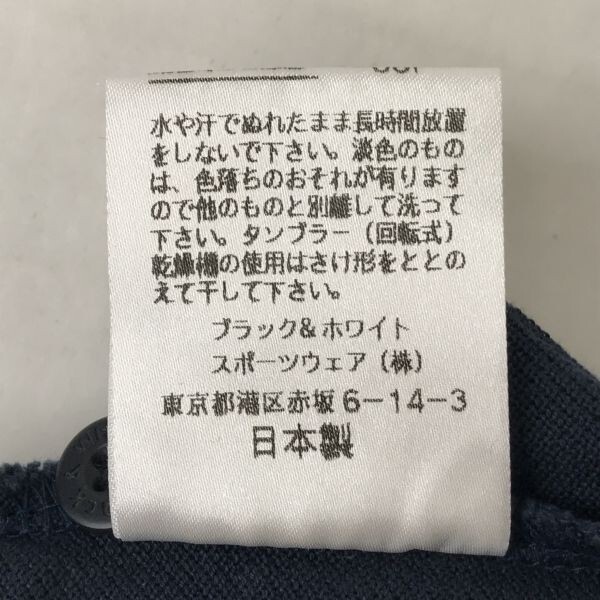 水や汗でぬれたまま長時間放置
をしないで下さい。淡色のもの
は、色落ちのおそれが有ります
ので他のものと別離して洗って
下さい。タンブラー（回転式）
乾燥機の使用はさけ形をととの
えて干して下さい。
ブラック&ホワイト
スポーツウェア（株）
東京都港区赤坂6-14-3
日本製